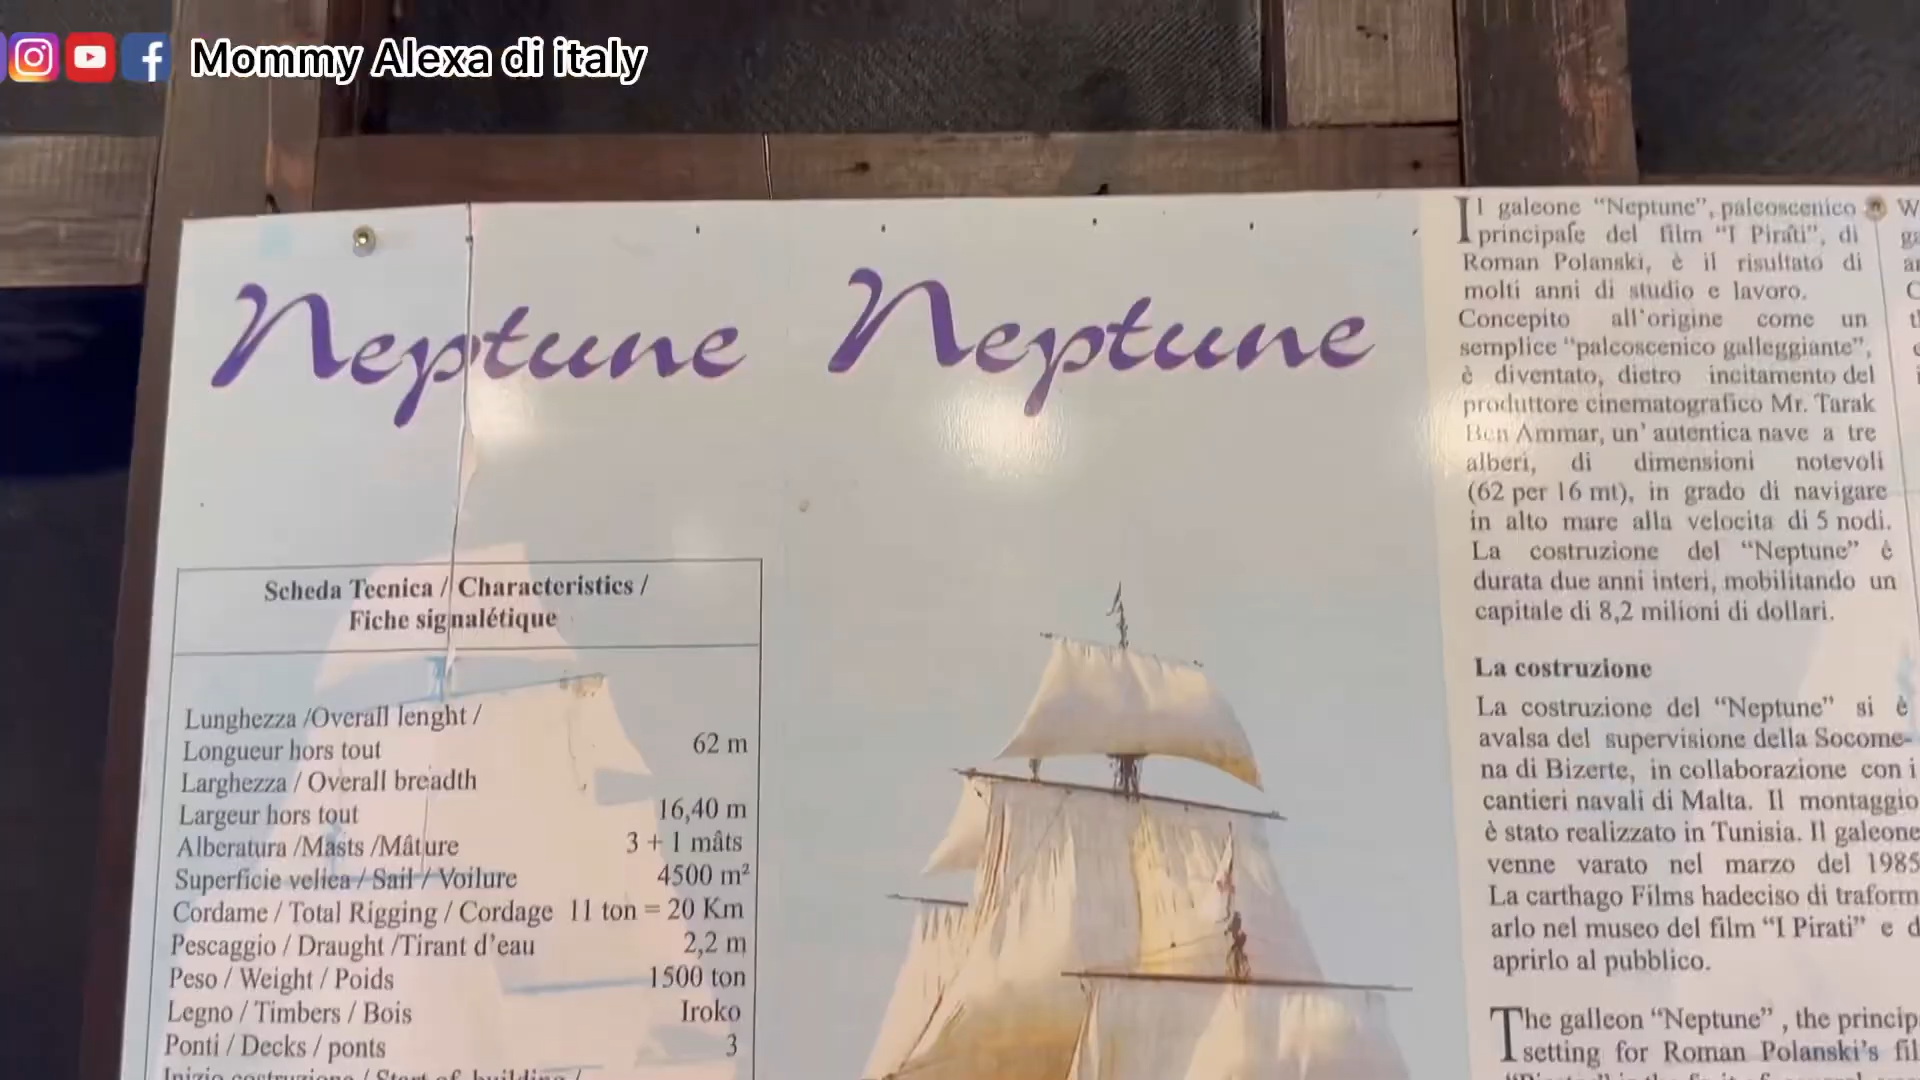 Mommy Alexa di italy
Neptune Neptune
Scheda Tecnica / Characteristics /
Fiche signalétique
Lunghezza /Overall lenght /
Longueur hors tout 62 m
Larghezza / Overall breadth
Largeur hors tout 16,40 m
Alberatura /Masts /Mâture 3 + 1 mâts
Superficie velica / Sail / Voilure 4500 m²
Cordame / Total Rigging / Cordage 11 ton = 20 Km
Pescaggio / Draught /Tirant d'eau 2,2 m
Peso / Weight / Poids 1500 ton
Legno / Timbers / Bois Iroko
Ponti / Decks / ponts 3
Inizio costruzione / Start of building /
Il galeone “Neptune”, palcoscenico
principale del film “I Pirati”, di
Roman Polanski, è il risultato di
molti anni di studio e lavoro.
Concepito all'origine come un
semplice “palcoscenico galleggiante”,
è diventato, dietro incitamento del
produttore cinematografico Mr. Tarak
Ben Ammar, un' autentica nave a tre
alberi, di dimensioni notevoli
(62 per 16 mt), in grado di navigare
in alto mare alla velocita di 5 nodi.
La costruzione del “Neptune” è
durata due anni interi, mobilitando un
capitale di 8,2 milioni di dollari.
La costruzione
La costruzione del “Neptune” si è
avalsa del supervisione della Socome-
na di Bizerte, in collaborazione con i
cantieri navali di Malta. Il montaggio
è stato realizzato in Tunisia. Il galeone
venne varato nel marzo del 1985
La carthago Films hadeciso di traform
arlo nel museo del film “I Pirati” e d
aprirlo al pubblico.
The galleon “Neptune” , the princip
setting for Roman Polanski's fil